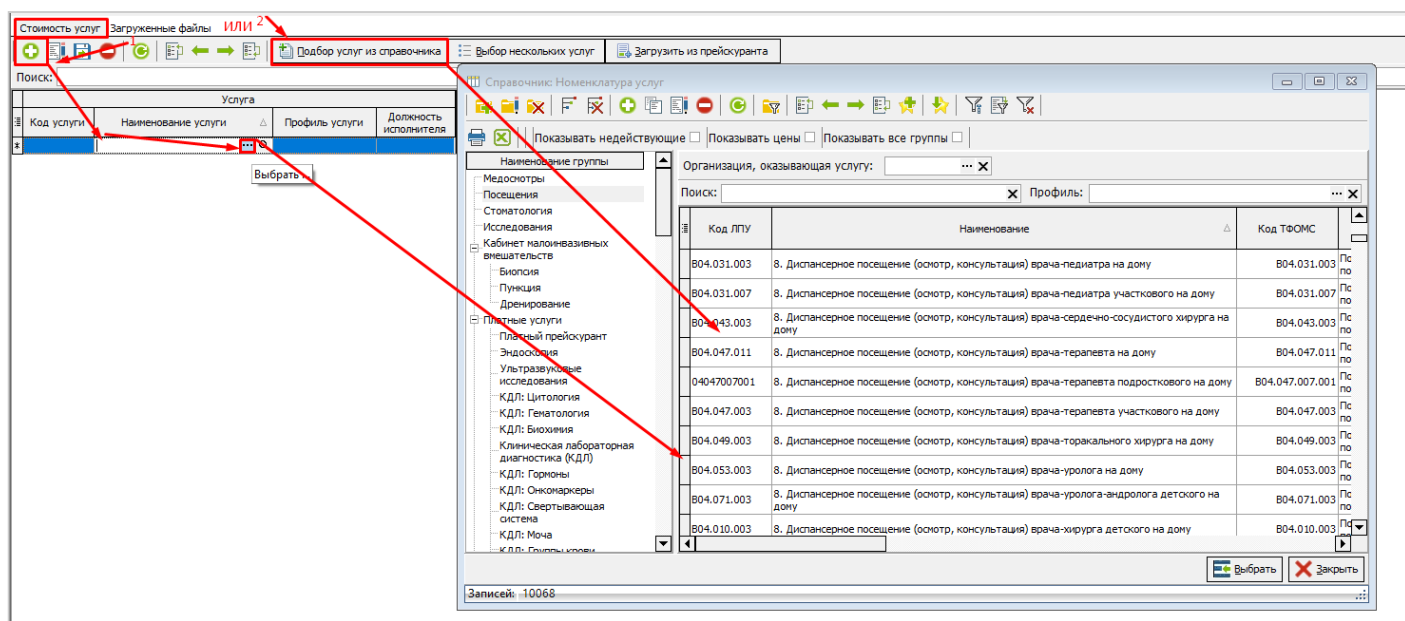 Стоимость услуг Загруженные файлы ИЛИ 2
1
Подбор услуг из справочника Выбор нескольких услуг Загрузить из прейскуранта
Поиск:
Услуга
Код услуги Наименование услуги Профиль услуги Должность исполнителя
Выбрать
Справочник: Номенклатура услуг
Показывать недействующие Показывать цены Показывать все группы
Наименование группы
Медосмотры
Посещения
Стоматология
Исследования
Кабинет малоинвазивных
вмешательств
Биопсия
Пункция
Дренирование
Платные услуги
Платный прейскурант
Эндоскопия
Ультразвуковые
исследования
КДЛ: Цитология
КДЛ: Гематология
КДЛ: Биохимия
Клиническая лабораторная
диагностика (КДЛ)
КДЛ: Гормоны
КДЛ: Онкомаркеры
КДЛ: Свертывающая
система
КДЛ: Моча
КДЛ: Группы крови
Организация, оказывающая услугу:
Поиск: Профиль:
Код ЛПУ Наименование Код ТФОМС
B04.031.003 8. Диспансерное посещение (осмотр, консультация) врача-педиатра на дому B04.031.003
B04.031.007 8. Диспансерное посещение (осмотр, консультация) врача-педиатра участкового на дому B04.031.007
B04.043.003 8. Диспансерное посещение (осмотр, консультация) врача-сердечно-сосудистого хирурга на
дому B04.043.003
B04.047.011 8. Диспансерное посещение (осмотр, консультация) врача-терапевта на дому B04.047.011
04047007001 8. Диспансерное посещение (осмотр, консультация) врача-терапевта подросткового на дому B04.047.007.001
B04.047.003 8. Диспансерное посещение (осмотр, консультация) врача-терапевта участкового на дому B04.047.003
B04.049.003 8. Диспансерное посещение (осмотр, консультация) врача-торакального хирурга на дому B04.049.003
B04.053.003 8. Диспансерное посещение (осмотр, консультация) врача-уролога на дому B04.053.003
B04.071.003 8. Диспансерное посещение (осмотр, консультация) врача-уролога-андролога детского на
дому B04.071.003
B04.010.003 8. Диспансерное посещение (осмотр, консультация) врача-хирурга детского на дому B04.010.003
Выбрать Закрыть
Записей: 10068